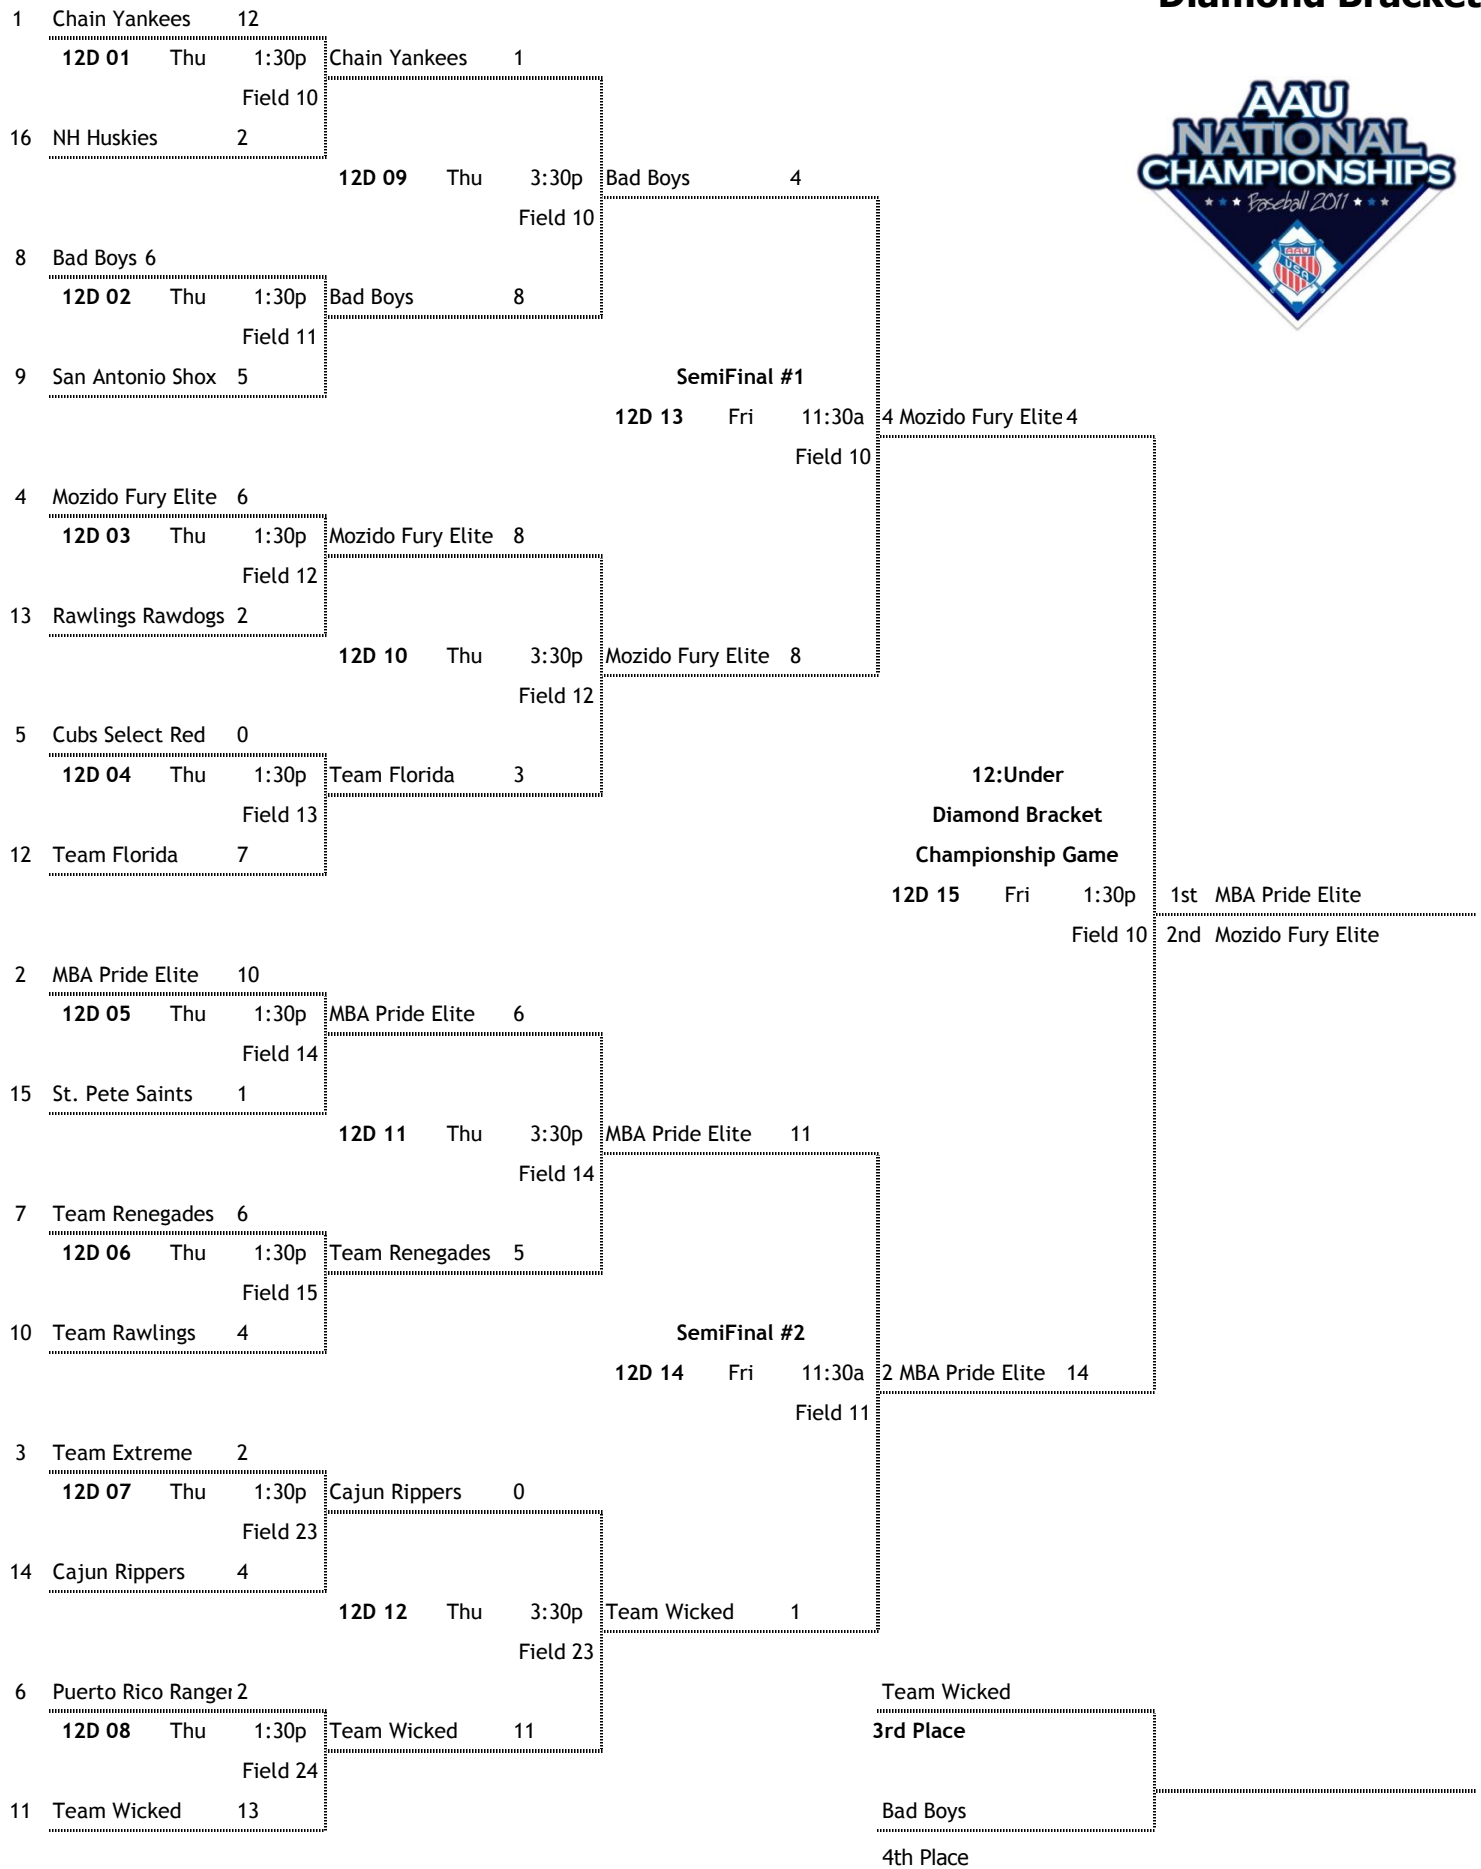 Diamond Bracket
1 Chain Yankees 12
12D 01 Thu 1:30p Chain Yankees 1
Field 10
16 NH Huskies 2
12D 09 Thu 3:30p Bad Boys 4
Field 10
8 Bad Boys 6
12D 02 Thu 1:30p Bad Boys 8
Field 11
9 San Antonio Shox 5
SemiFinal #1
12D 13 Fri 11:30a 4 Mozido Fury Elite 4
Field 10
4 Mozido Fury Elite 6
12D 03 Thu 1:30p Mozido Fury Elite 8
Field 12
13 Rawlings Rawdogs 2
12D 10 Thu 3:30p Mozido Fury Elite 8
Field 12
5 Cubs Select Red 0
12D 04 Thu 1:30p Team Florida 3
Field 13
12 Team Florida 7
12:Under
Diamond Bracket
Championship Game
12D 15 Fri 1:30p 1st MBA Pride Elite
Field 10 2nd Mozido Fury Elite
2 MBA Pride Elite 10
12D 05 Thu 1:30p MBA Pride Elite 6
Field 14
15 St. Pete Saints 1
12D 11 Thu 3:30p MBA Pride Elite 11
Field 14
7 Team Renegades 6
12D 06 Thu 1:30p Team Renegades 5
Field 15
10 Team Rawlings 4
SemiFinal #2
12D 14 Fri 11:30a 2 MBA Pride Elite 14
Field 11
3 Team Extreme 2
12D 07 Thu 1:30p Cajun Rippers 0
Field 23
14 Cajun Rippers 4
12D 12 Thu 3:30p Team Wicked 1
Field 23
6 Puerto Rico Ranger 2
12D 08 Thu 1:30p Team Wicked 11
Field 24
11 Team Wicked 13
Team Wicked
3rd Place
Bad Boys
4th Place
AAU
NATIONAL
CHAMPIONSHIPS
Baseball 2011
AAU
USA